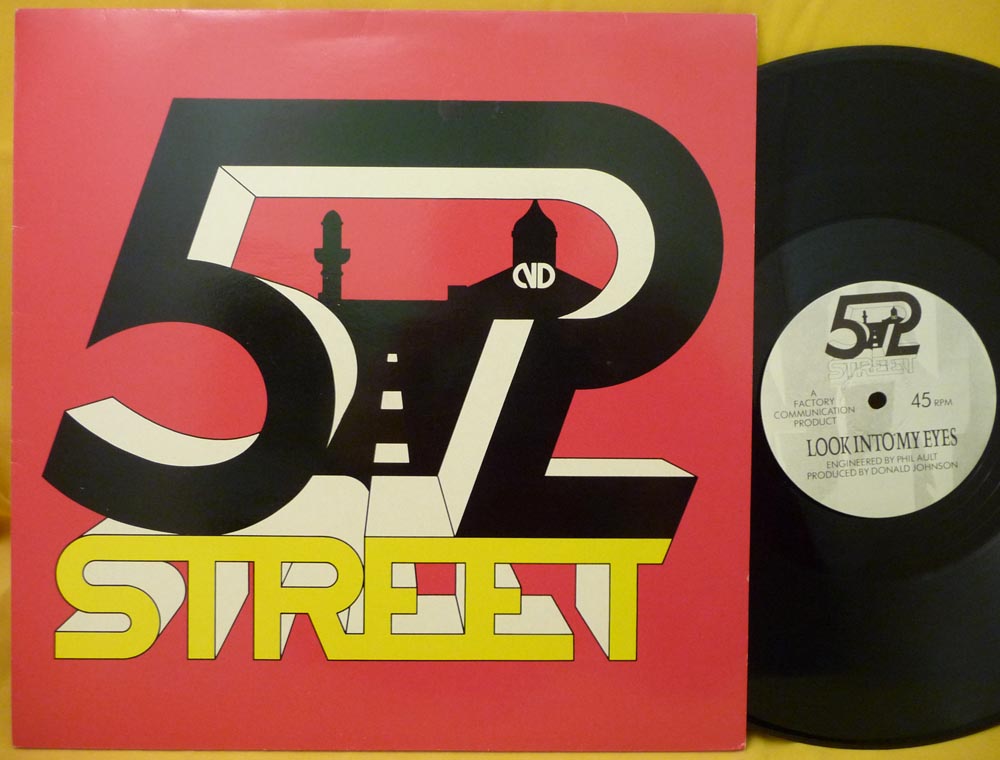 52
ND
STREET
52
STREET
A
FACTORY
COMMUNICATION
PRODUCT
45 RPM
LOOK INTO MY EYES
ENGINEERED BY PHIL AULT
PRODUCED BY DONALD JOHNSON